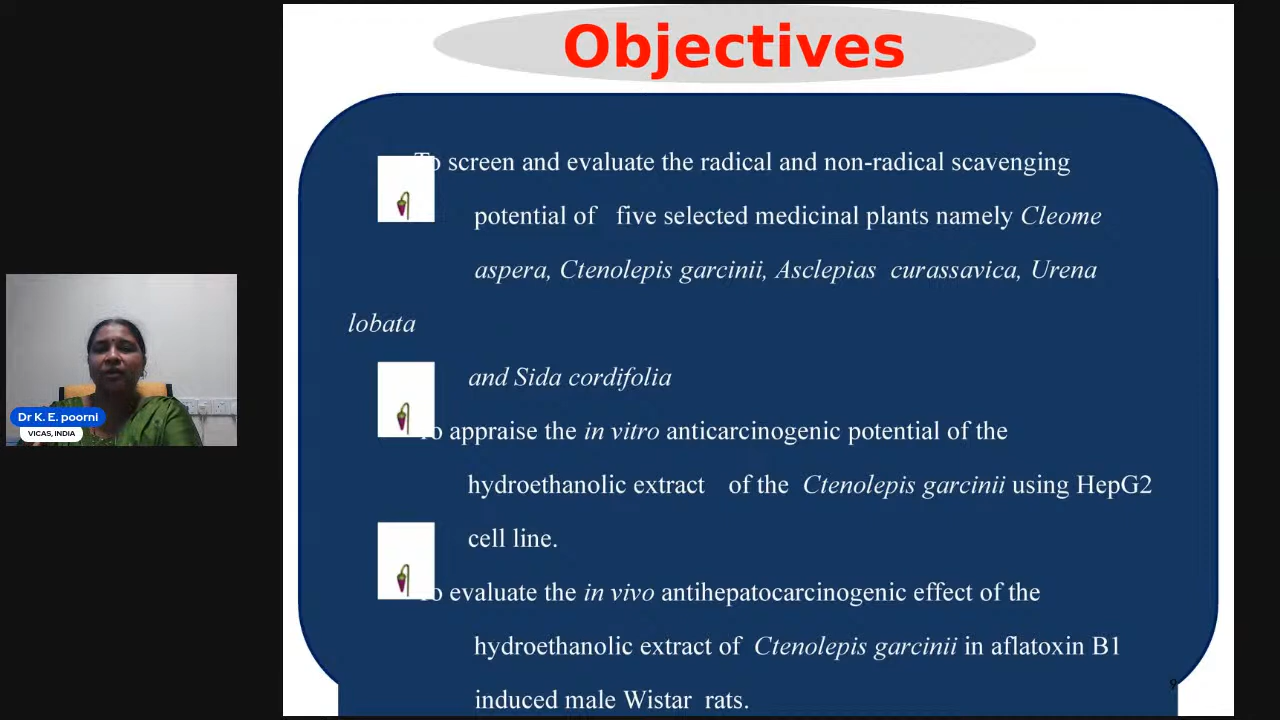 Objectives
To screen and evaluate the radical and non-radical scavenging
potential of five selected medicinal plants namely Cleome
aspera, Ctenolepis garcinii, Asclepias curassavica, Urena
lobata
and Sida cordifolia
To appraise the in vitro anticarcinogenic potential of the
hydroethanolic extract of the Ctenolepis garcinii using HepG2
cell line.
To evaluate the in vivo antihepatocarcinogenic effect of the
hydroethanolic extract of Ctenolepis garcinii in aflatoxin B1
induced male Wistar rats.
9
Dr K. E. poorni
VICAS, INDIA